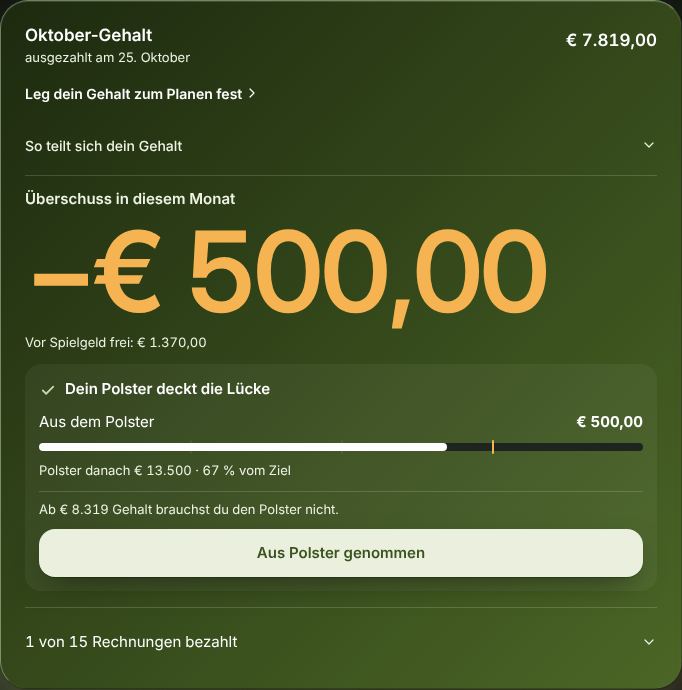 Oktober-Gehalt
€ 7.819,00
ausgezahlt am 25. Oktober
Leg dein Gehalt zum Planen fest
So teilt sich dein Gehalt
Überschuss in diesem Monat
–€ 500,00
Vor Spielgeld frei: € 1.370,00
Dein Polster deckt die Lücke
Aus dem Polster
€ 500,00
Polster danach € 13.500 · 67 % vom Ziel
Ab € 8.319 Gehalt brauchst du den Polster nicht.
Aus Polster genommen
1 von 15 Rechnungen bezahlt